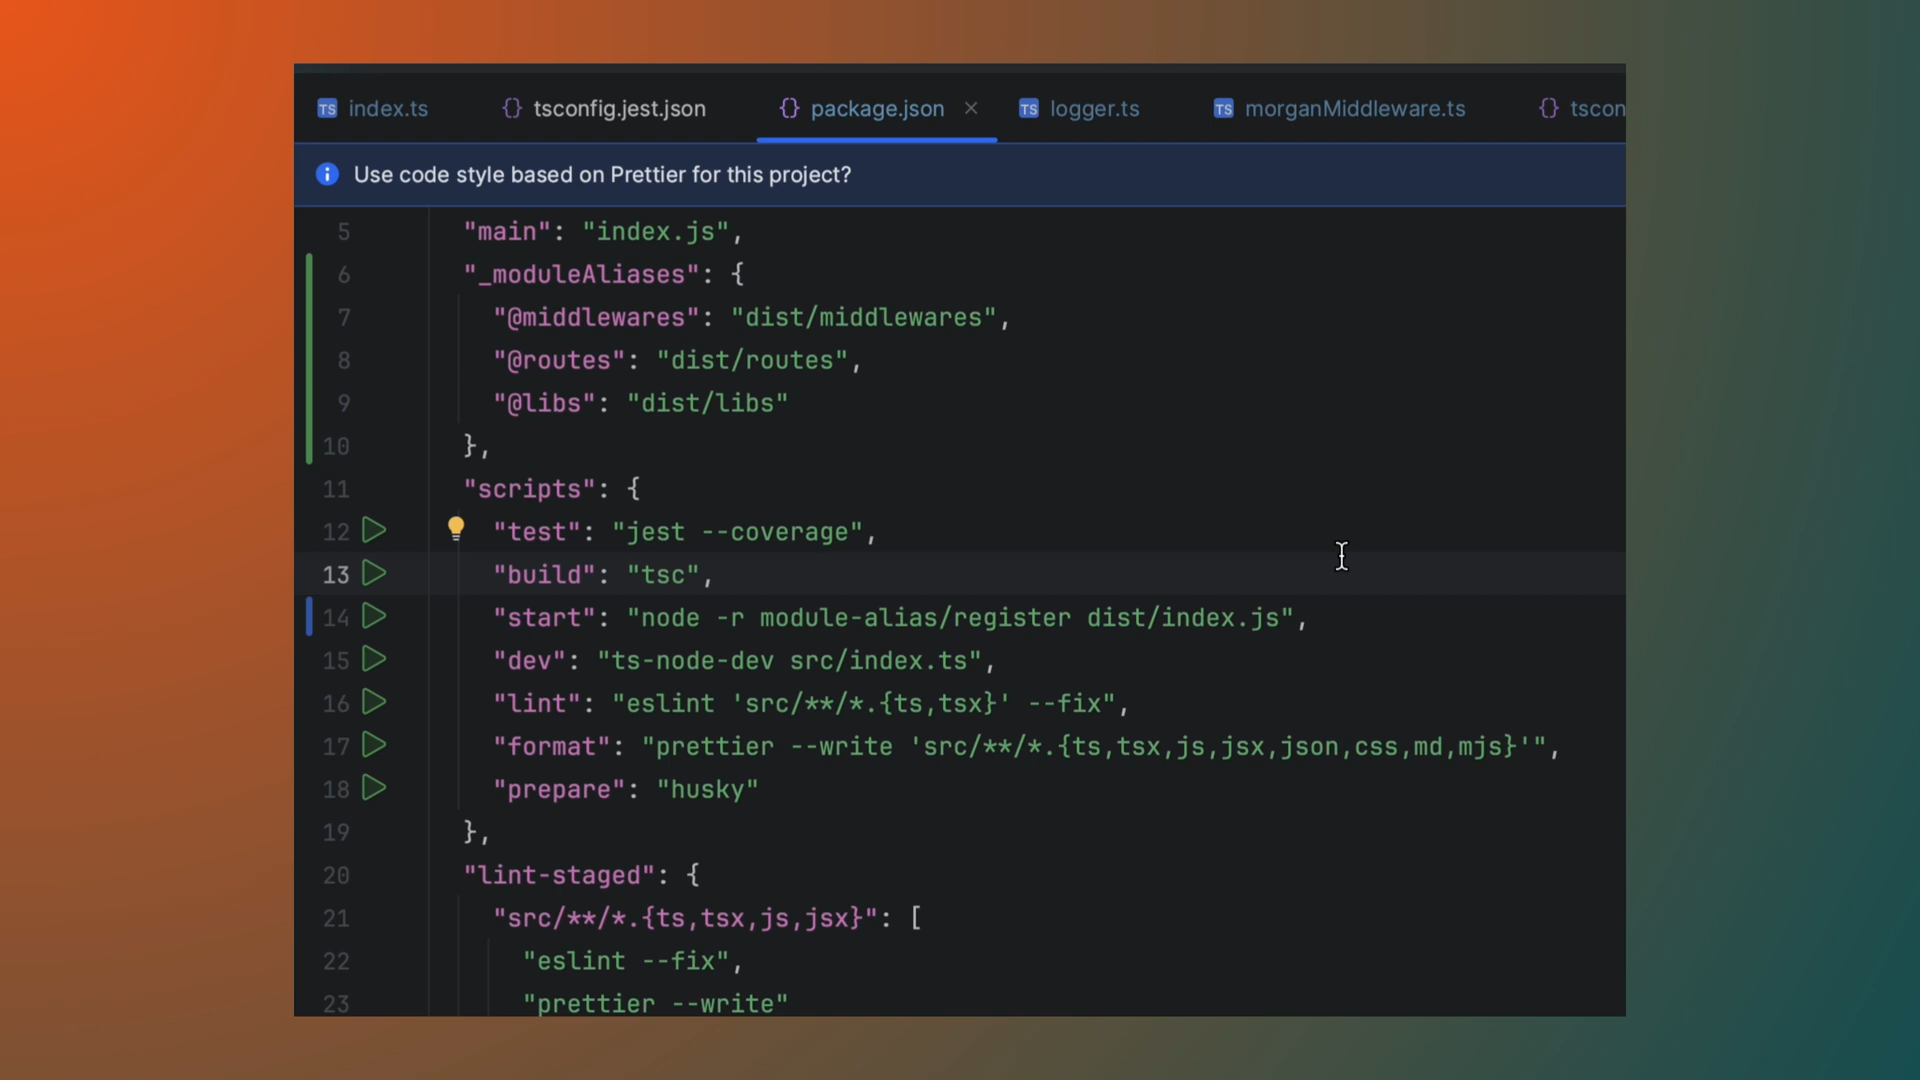 TS index.ts {} tsconfig.jest.json {} package.json × TS logger.ts TS morganMiddleware.ts {} tscon
Use code style based on Prettier for this project?
5 "main": "index.js",
6 "_moduleAliases": {
7 "@middlewares": "dist/middlewares",
8 "@routes": "dist/routes",
9 "@libs": "dist/libs"
10 },
11 "scripts": {
12 "test": "jest --coverage",
13 "build": "tsc",
14 "start": "node -r module-alias/register dist/index.js",
15 "dev": "ts-node-dev src/index.ts",
16 "lint": "eslint 'src/**/*.{ts,tsx}' --fix",
17 "format": "prettier --write 'src/**/*.{ts,tsx,js,jsx,json,css,md,mjs}'",
18 "prepare": "husky"
19 },
20 "lint-staged": {
21 "src/**/*.{ts,tsx,js,jsx}": [
22 "eslint --fix",
23 "prettier --write"